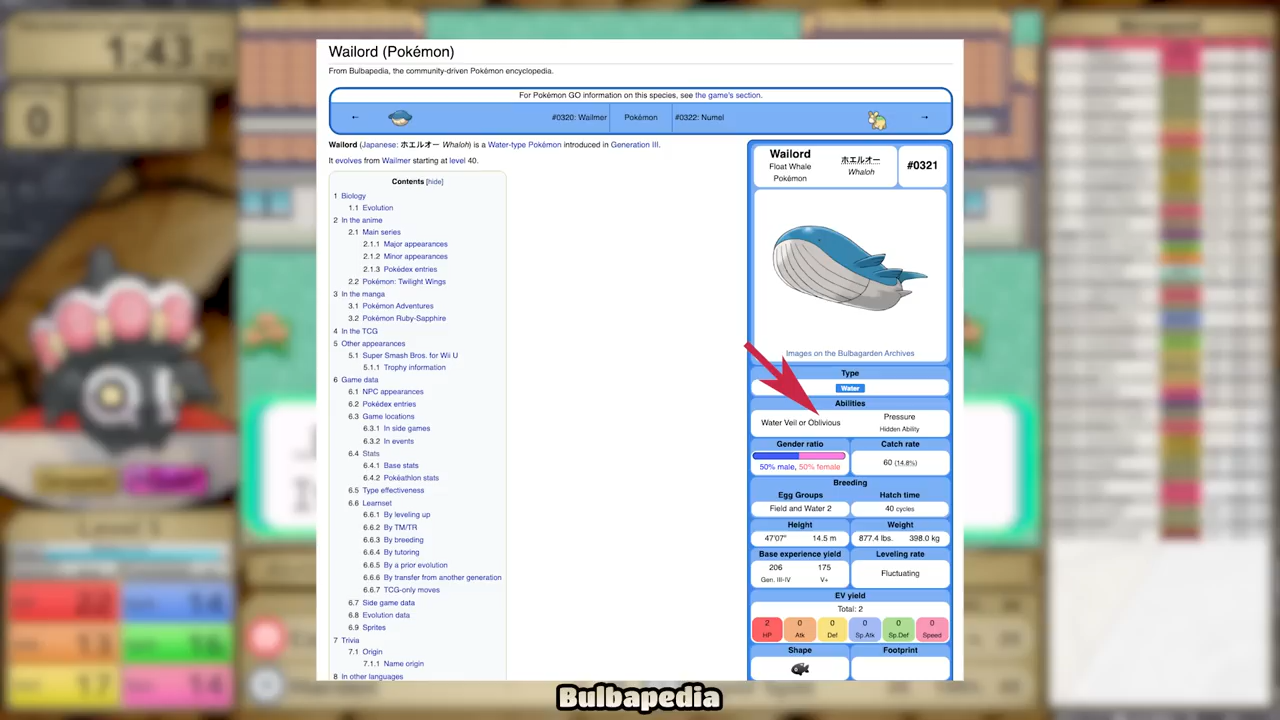 1:43
0
Wailord (Pokémon)
From Bulbapedia, the community-driven Pokémon encyclopedia.
For Pokémon GO information on this species, see the game's section.
← #0320: Wailmer Pokémon #0322: Numel →
Wailord (Japanese: ホエルオー Whaloh) is a Water-type Pokémon introduced in Generation III.
It evolves from Wailmer starting at level 40.
Contents [hide]
1 Biology
1.1 Evolution
2 In the anime
2.1 Main series
2.1.1 Major appearances
2.1.2 Minor appearances
2.1.3 Pokédex entries
2.2 Pokémon: Twilight Wings
3 In the manga
3.1 Pokémon Adventures
3.2 Pokémon Ruby-Sapphire
4 In the TCG
5 Other appearances
5.1 Super Smash Bros. for Wii U
5.1.1 Trophy information
6 Game data
6.1 NPC appearances
6.2 Pokédex entries
6.3 Game locations
6.3.1 In side games
6.3.2 In events
6.4 Stats
6.4.1 Base stats
6.4.2 Pokéathlon stats
6.5 Type effectiveness
6.6 Learnset
6.6.1 By leveling up
6.6.2 By TM/TR
6.6.3 By breeding
6.6.4 By tutoring
6.6.5 By a prior evolution
6.6.6 By transfer from another generation
6.6.7 TCG-only moves
6.7 Side game data
6.8 Evolution data
6.9 Sprites
7 Trivia
7.1 Origin
7.1.1 Name origin
8 In other languages
Wailord
Float Whale
Pokémon
ホエルオー
Whaloh
#0321
Images on the Bulbagarden Archives
Type
Water
Abilities
Water Veil or Oblivious
Pressure
Hidden Ability
Gender ratio
50% male, 50% female
Catch rate
60 (14.8%)
Breeding
Egg Groups
Field and Water 2
Hatch time
40 cycles
Height
47'07" 14.5 m
Weight
877.4 lbs. 398.0 kg
Base experience yield
206 175
Gen. III-IV V+
Leveling rate
Fluctuating
EV yield
Total: 2
2 0 0 0 0 0
HP Atk Def Sp.Atk Sp.Def Speed
Shape
Footprint
Bulbapedia